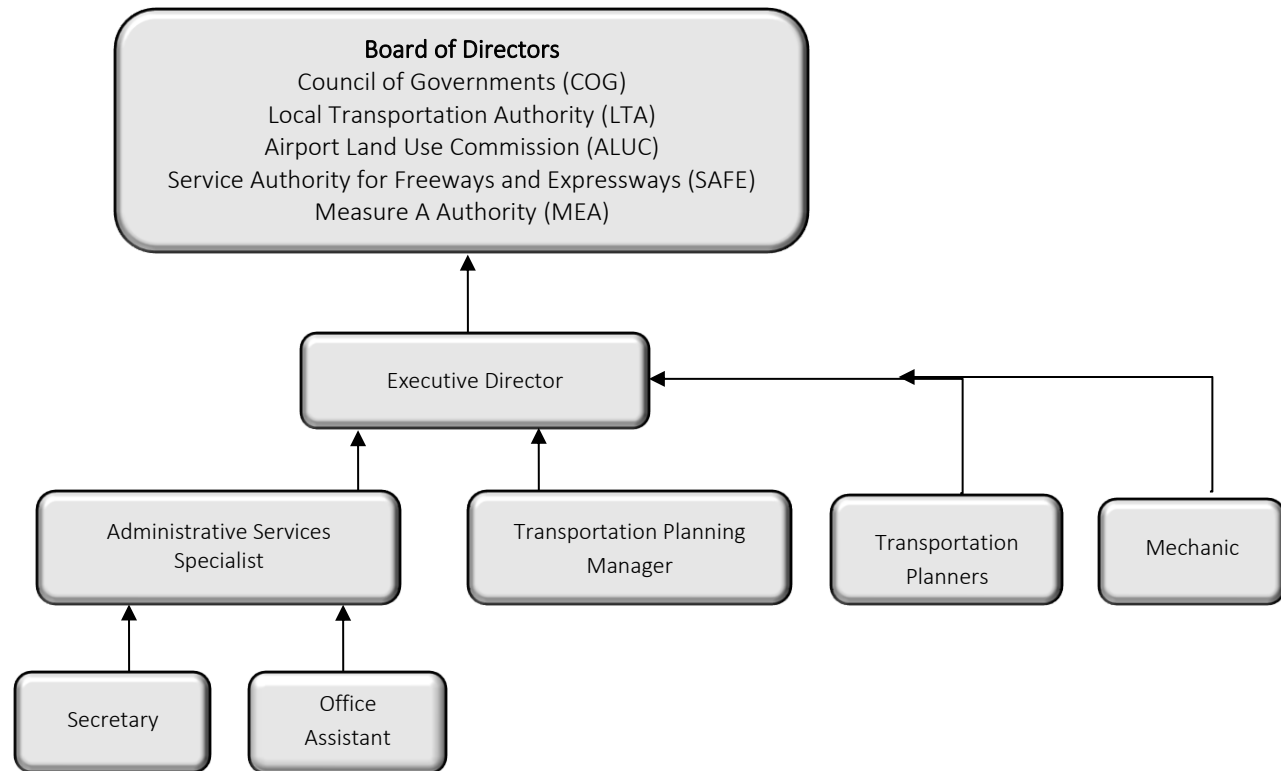 Board of Directors
Council of Governments (COG)
Local Transportation Authority (LTA)
Airport Land Use Commission (ALUC)
Service Authority for Freeways and Expressways (SAFE)
Measure A Authority (MEA)
Executive Director
Administrative Services
Specialist
Transportation Planning
Manager
Transportation
Planners
Mechanic
Secretary
Office
Assistant